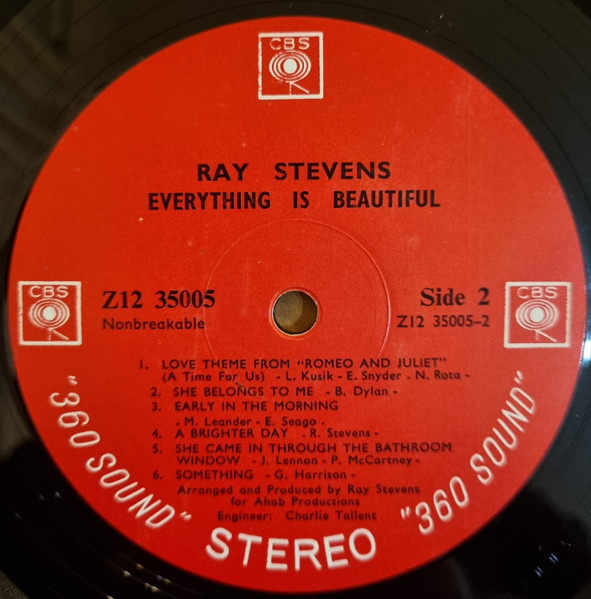 CBS
RAY STEVENS
EVERYTHING IS BEAUTIFUL
CBS
CBS
Z12 35005
Nonbreakable
Side 2
Z12 35005-2
1. LOVE THEME FROM "ROMEO AND JULIET"
(A Time For Us) - L. Kusik - E. Snyder - N. Rota -
2. SHE BELONGS TO ME - B. Dylan -
3. EARLY IN THE MORNING
- M. Leander - E. Seago -
4. A BRIGHTER DAY - R. Stevens -
5. SHE CAME IN THROUGH THE BATHROOM
WINDOW - J. Lennon - P. McCartney -
6. SOMETHING - G. Harrison -
Arranged and Produced by Ray Stevens
for Ahab Productions
Engineer: Charlie Tallent
"360 SOUND" STEREO "360 SOUND"